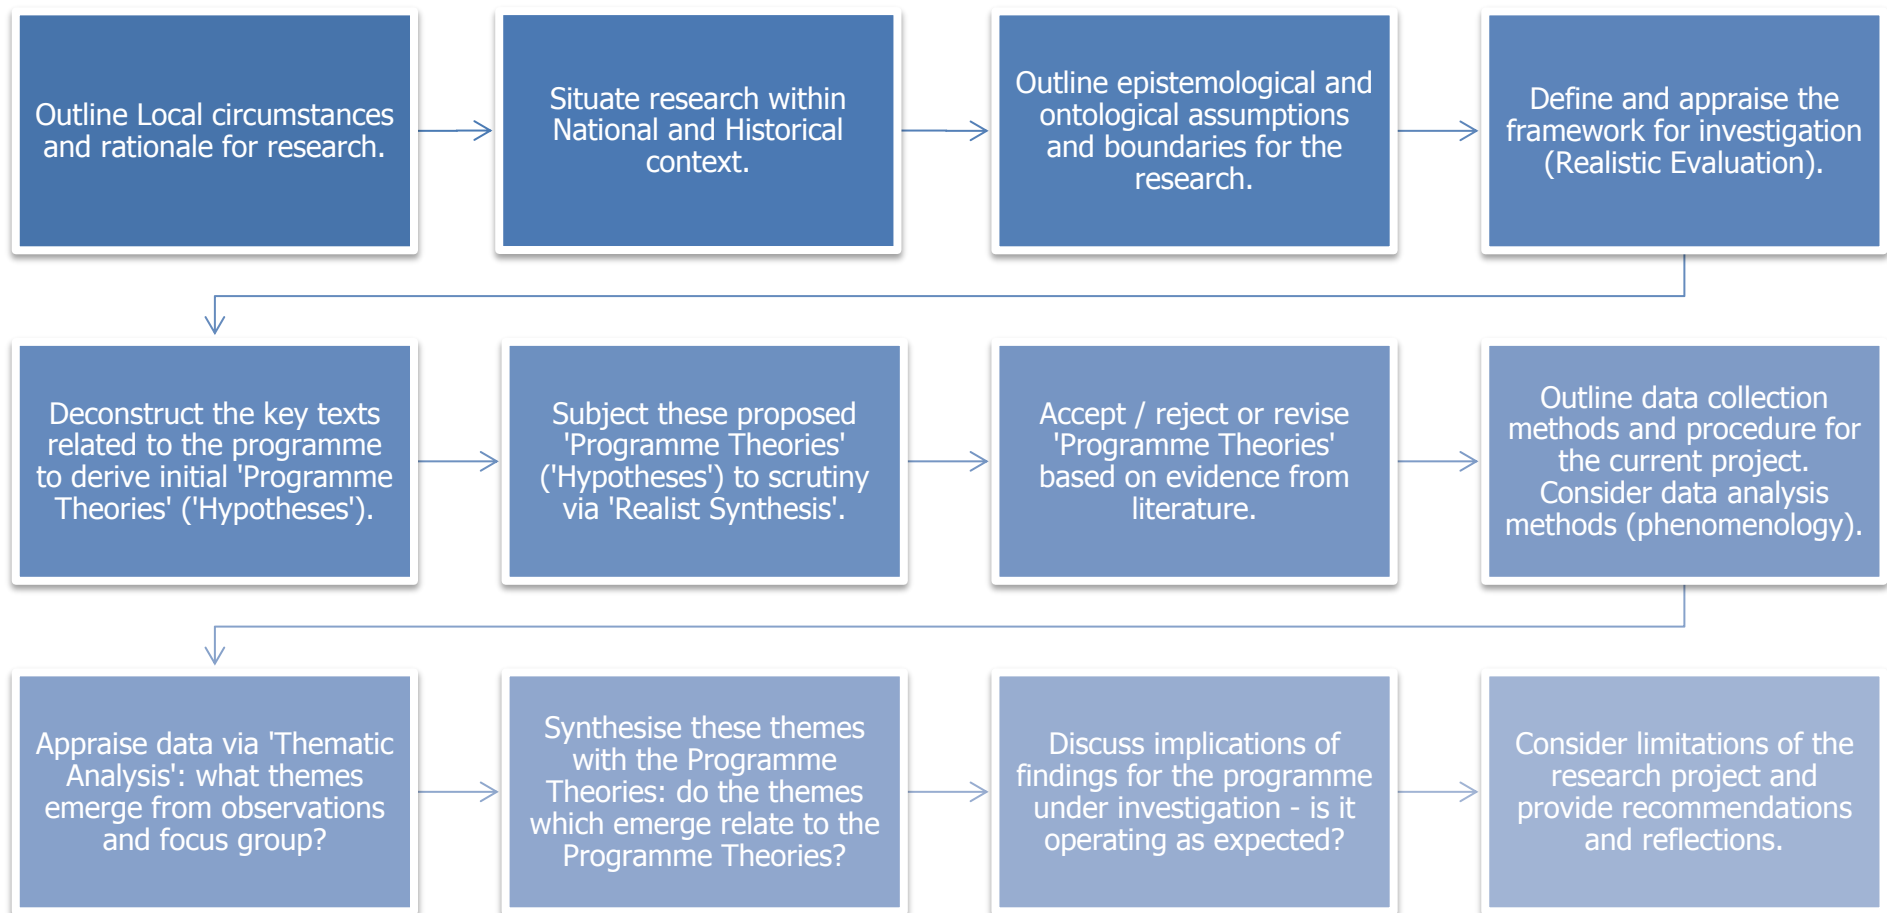 Outline Local circumstances
and rationale for research.
Situate research within
National and Historical
context.
Outline epistemological and
ontological assumptions
and boundaries for the
research.
Define and appraise the
framework for investigation
(Realistic Evaluation).
Deconstruct the key texts
related to the programme
to derive initial 'Programme
Theories' ('Hypotheses').
Subject these proposed
'Programme Theories'
('Hypotheses') to scrutiny
via 'Realist Synthesis'.
Accept / reject or revise
'Programme Theories'
based on evidence from
literature.
Outline data collection
methods and procedure for
the current project.
Consider data analysis
methods (phenomenology).
Appraise data via 'Thematic
Analysis': what themes
emerge from observations
and focus group?
Synthesise these themes
with the Programme
Theories: do the themes
which emerge relate to the
Programme Theories?
Discuss implications of
findings for the programme
under investigation - is it
operating as expected?
Consider limitations of the
research project and
provide recommendations
and reflections.